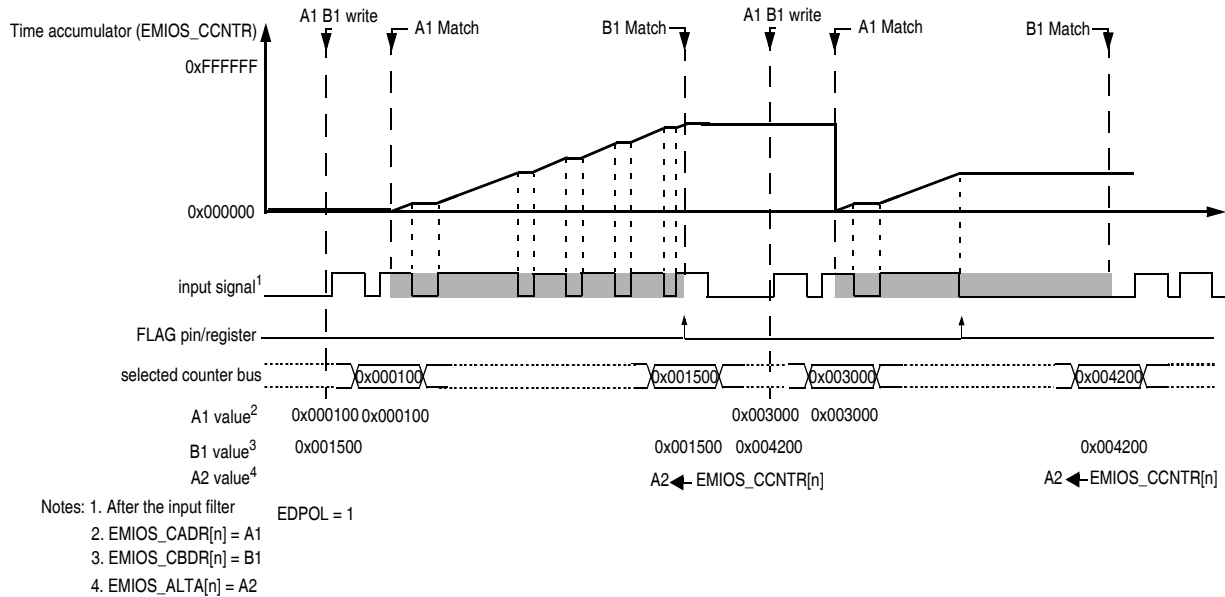 A1 B1 write
A1 B1 write
Time accumulator (EMIOS_CCNTR)
A1 Match
B1 Match
A1 Match
B1 Match
0xFFFFFF
0x000000
input signal1
FLAG pin/register
selected counter bus
0x000100
0x001500
0x003000
0x004200
A1 value2
0x000100 0x000100
0x003000
0x003000
B1 value3
0x001500
0x001500
0x004200
0x004200
A2 value4
A2 EMIOS_CCNTR[n]
A2 EMIOS_CCNTR[n]
Notes: 1. After the input filter
EDPOL = 1
2. EMIOS_CADR[n] = A1
3. EMIOS_CBDR[n] = B1
4. EMIOS_ALTA[n] = A2